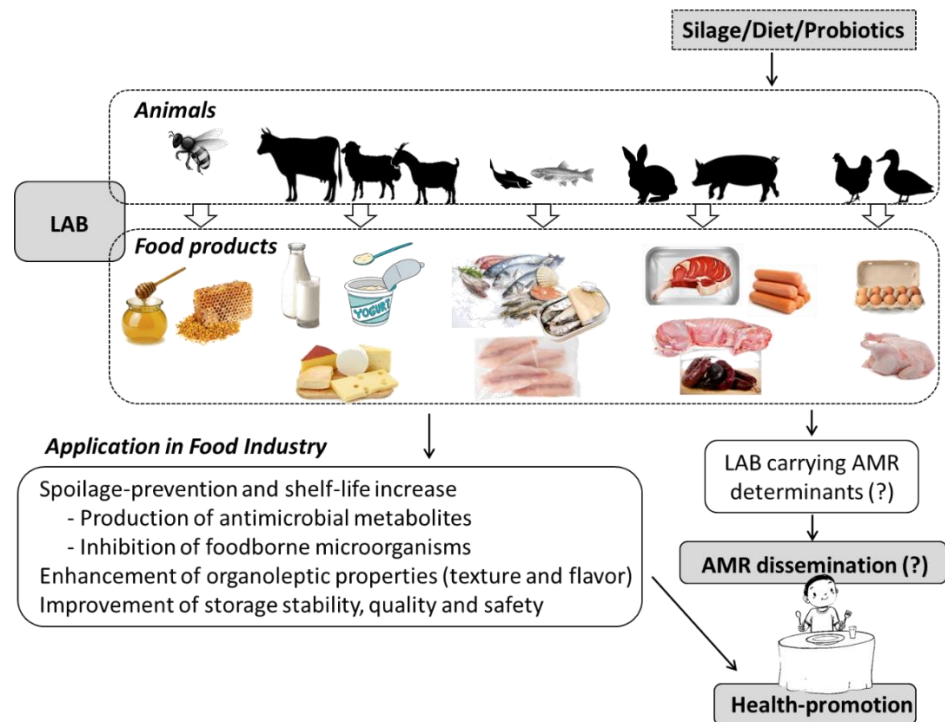 Silage/Diet/Probiotics
Animals
LAB
Food products
YOGURT
Application in Food Industry
Spoilage-prevention and shelf-life increase
- Production of antimicrobial metabolites
- Inhibition of foodborne microorganisms
Enhancement of organoleptic properties (texture and flavor)
Improvement of storage stability, quality and safety
LAB carrying AMR
determinants (?)
AMR dissemination (?)
Health-promotion